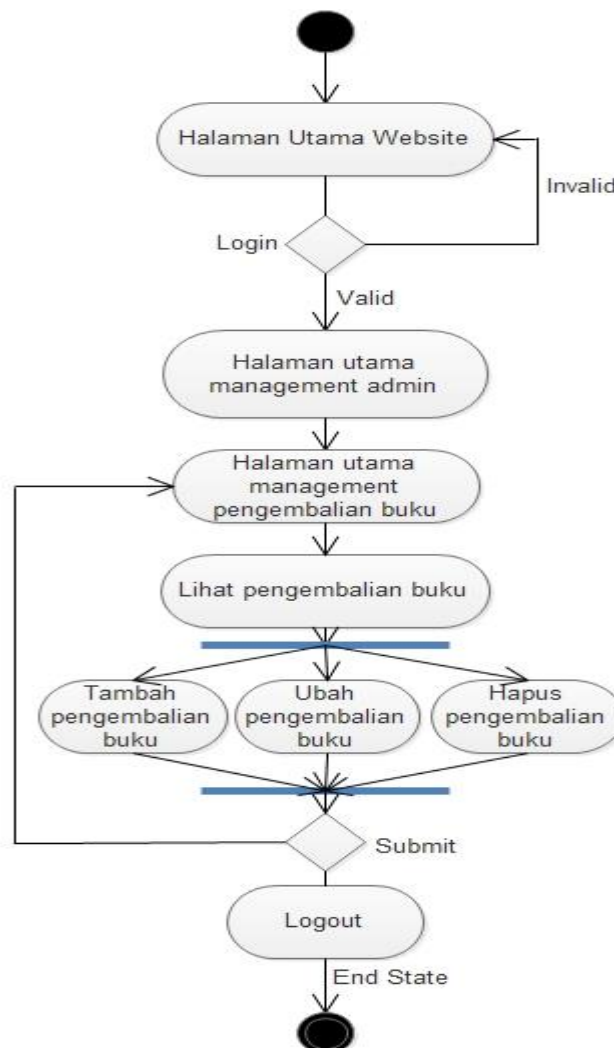 Halaman Utama Website
Invalid
Login
Valid
Halaman utama
management admin
Halaman utama
management
pengembalian buku
Lihat pengembalian buku
Tambah
pengembalian
buku
Ubah
pengembalian
buku
Hapus
pengembalian
buku
Submit
Logout
End State